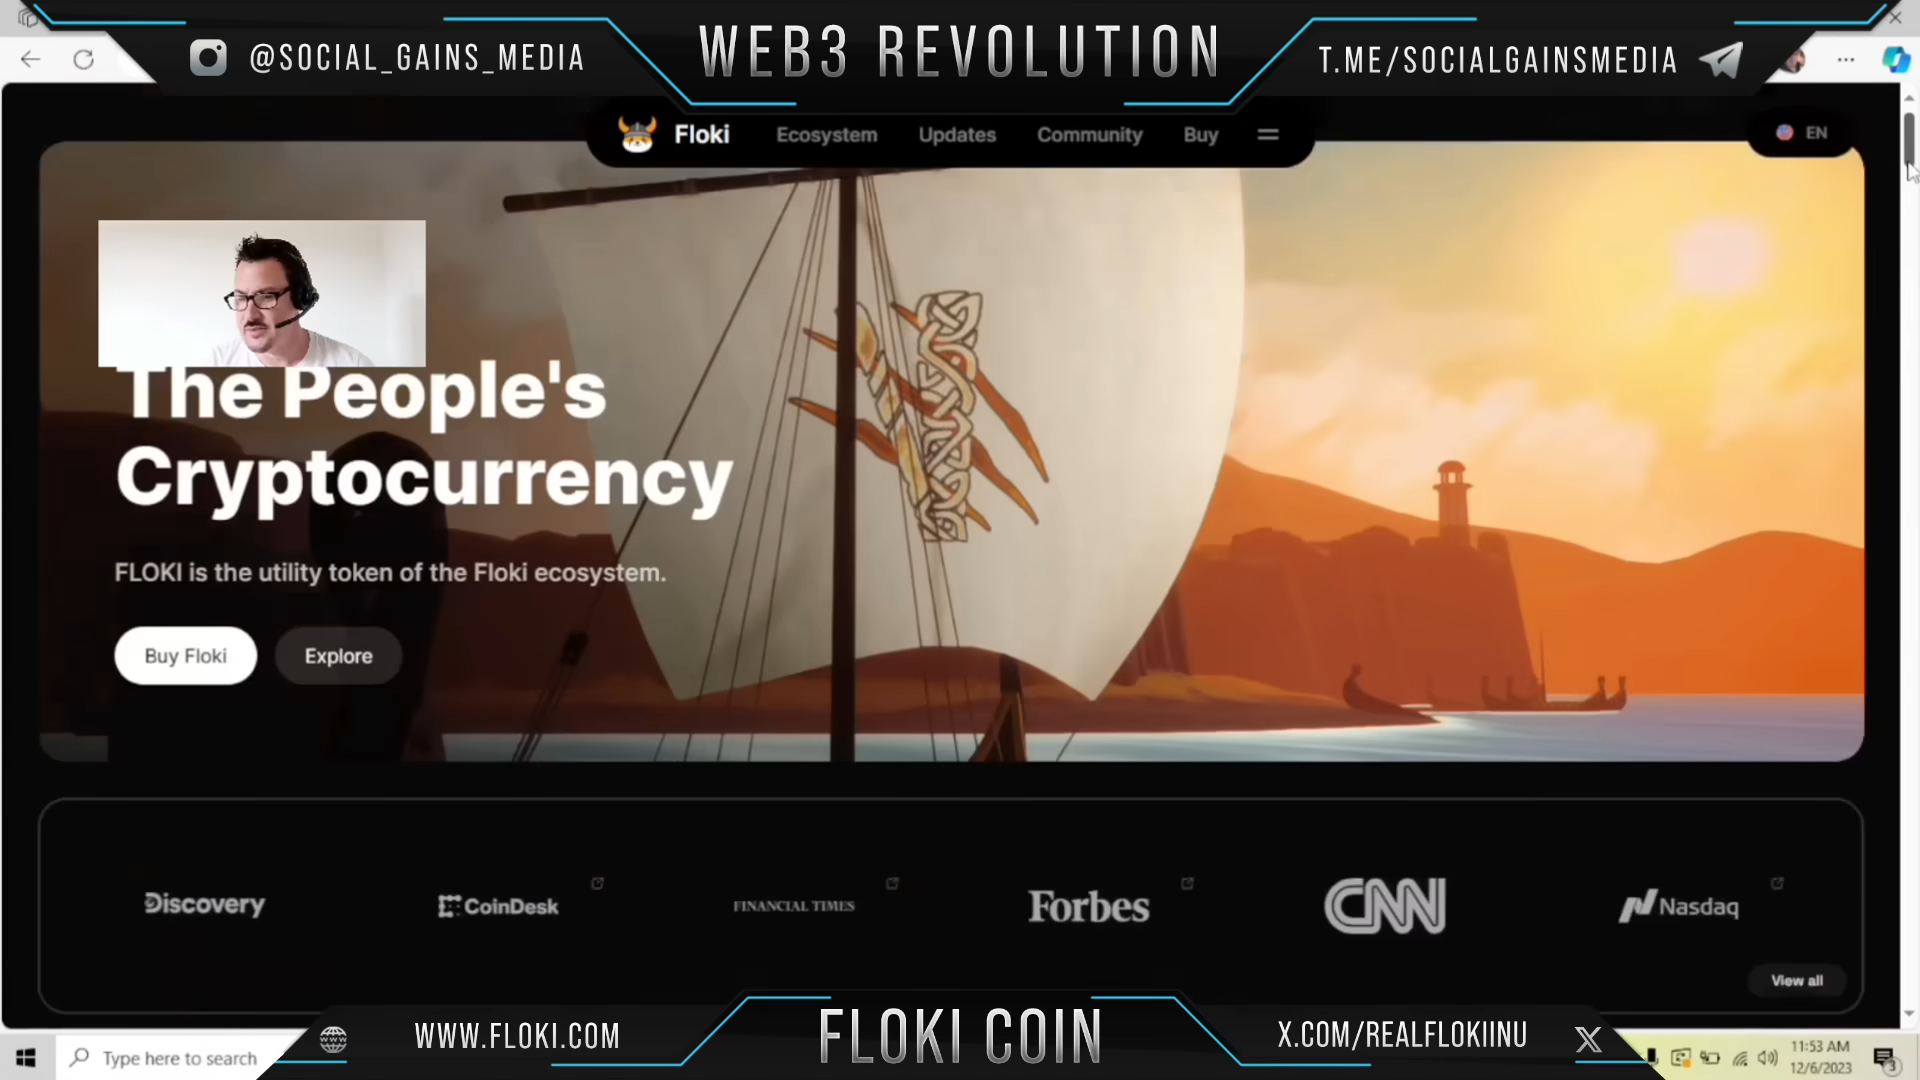 @SOCIAL_GAINS_MEDIA
WEB3 REVOLUTION
T.ME/SOCIALGAINSMEDIA
Floki
Ecosystem
Updates
Community
Buy
EN
The People's
Cryptocurrency
FLOKI is the utility token of the Floki ecosystem.
Buy Floki
Explore
Discovery
CoinDesk
FINANCIAL TIMES
Forbes
CNN
Nasdaq
View all
WWW.FLOKI.COM
FLOKI COIN
X.COM/REALFLOKIINU
Type here to search
11:53 AM
12/6/2023
3